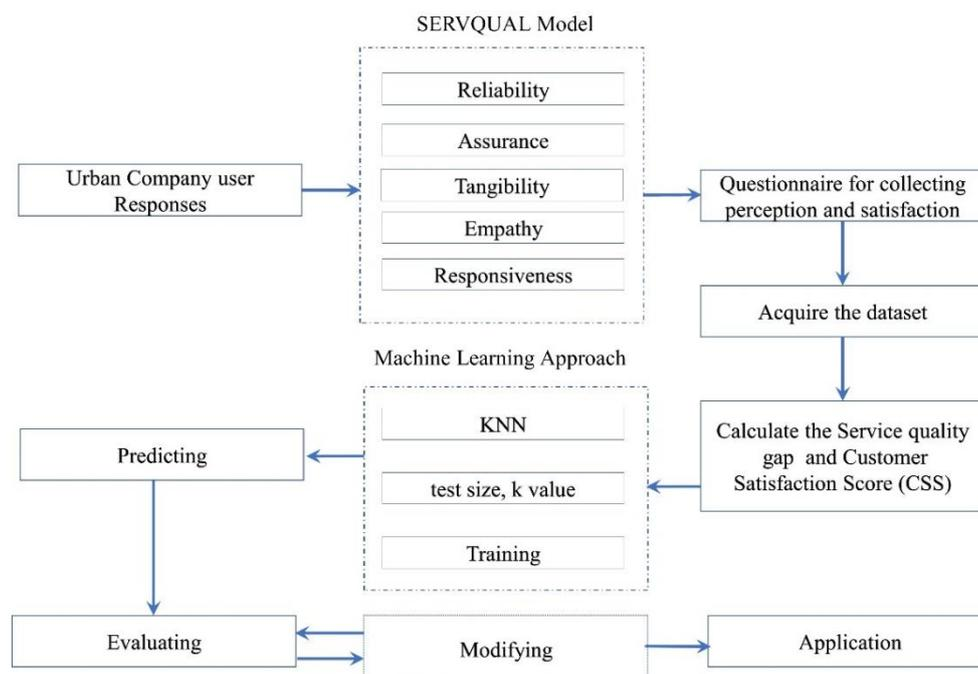 SERVQUAL Model
Reliability
Assurance
Tangibility
Empathy
Responsiveness
Urban Company user
Responses
Questionnaire for collecting
perception and satisfaction
Acquire the dataset
Calculate the Service quality
gap and Customer
Satisfaction Score (CSS)
Machine Learning Approach
KNN
test size, k value
Training
Predicting
Evaluating
Modifying
Application